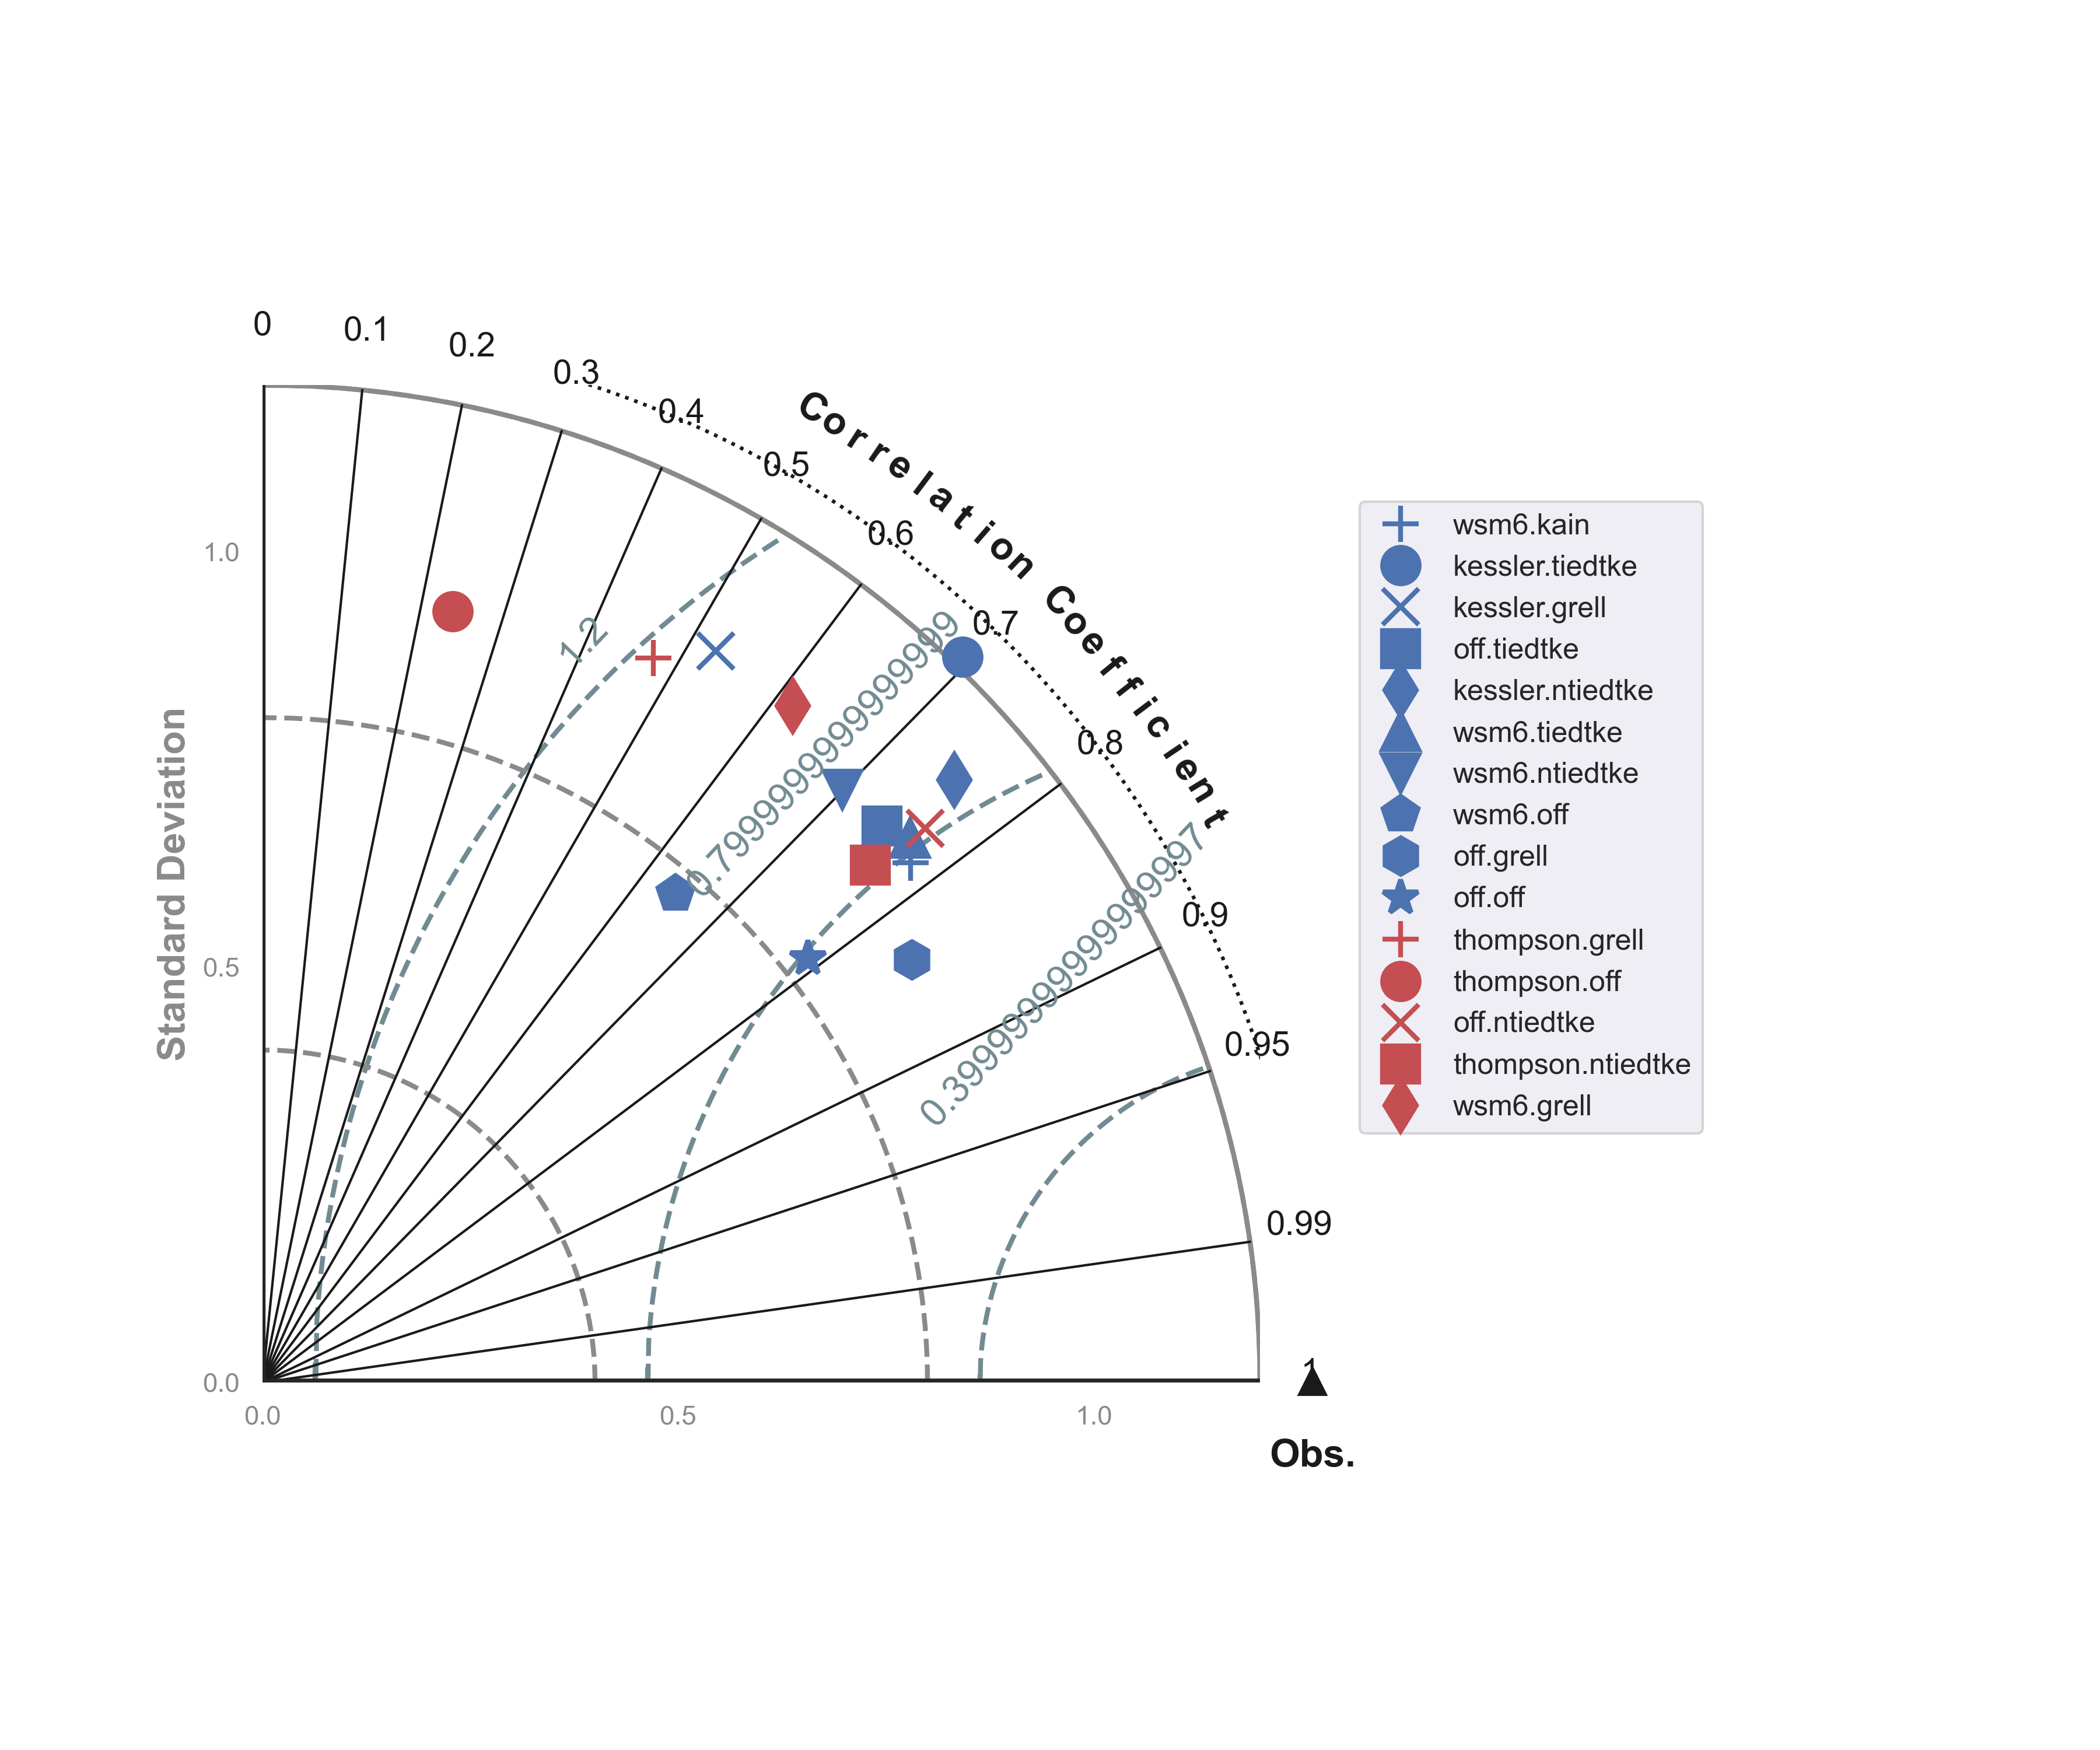 0
0.1
0.2
0.3
0.4
0.5
0.6
0.7
0.8
0.9
0.95
0.99
1
Correlation Coefficient
Standard Deviation
1.0
0.5
0.0
0.0
0.5
1.0
Obs.
1.2
0.7999999999999999
0.3999999999999997
wsm6.kain
kessler.tiedtke
kessler.grell
off.tiedtke
kessler.ntiedtke
wsm6.tiedtke
wsm6.ntiedtke
wsm6.off
off.grell
off.off
thompson.grell
thompson.off
off.ntiedtke
thompson.ntiedtke
wsm6.grell